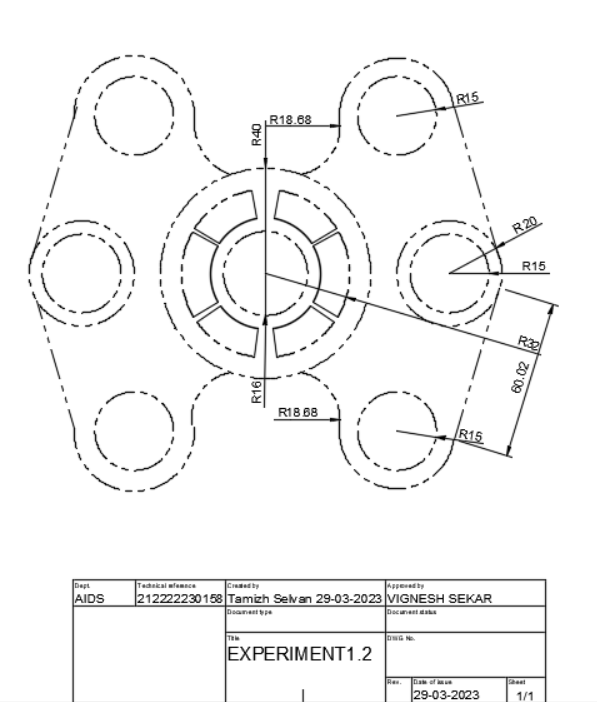 R15
R18.68
R40
R20
R15
R32
60.02
R16
R18.68
R15
Dept.
Technical reference
Created by
Approved by
AIDS
212222230158
Tamizh Selvan 29-03-2023
VIGNESH SEKAR
Document type
Document status
Title
DWG No.
EXPERIMENT1.2
Rev.
Date of issue
Sheet
29-03-2023
1/1